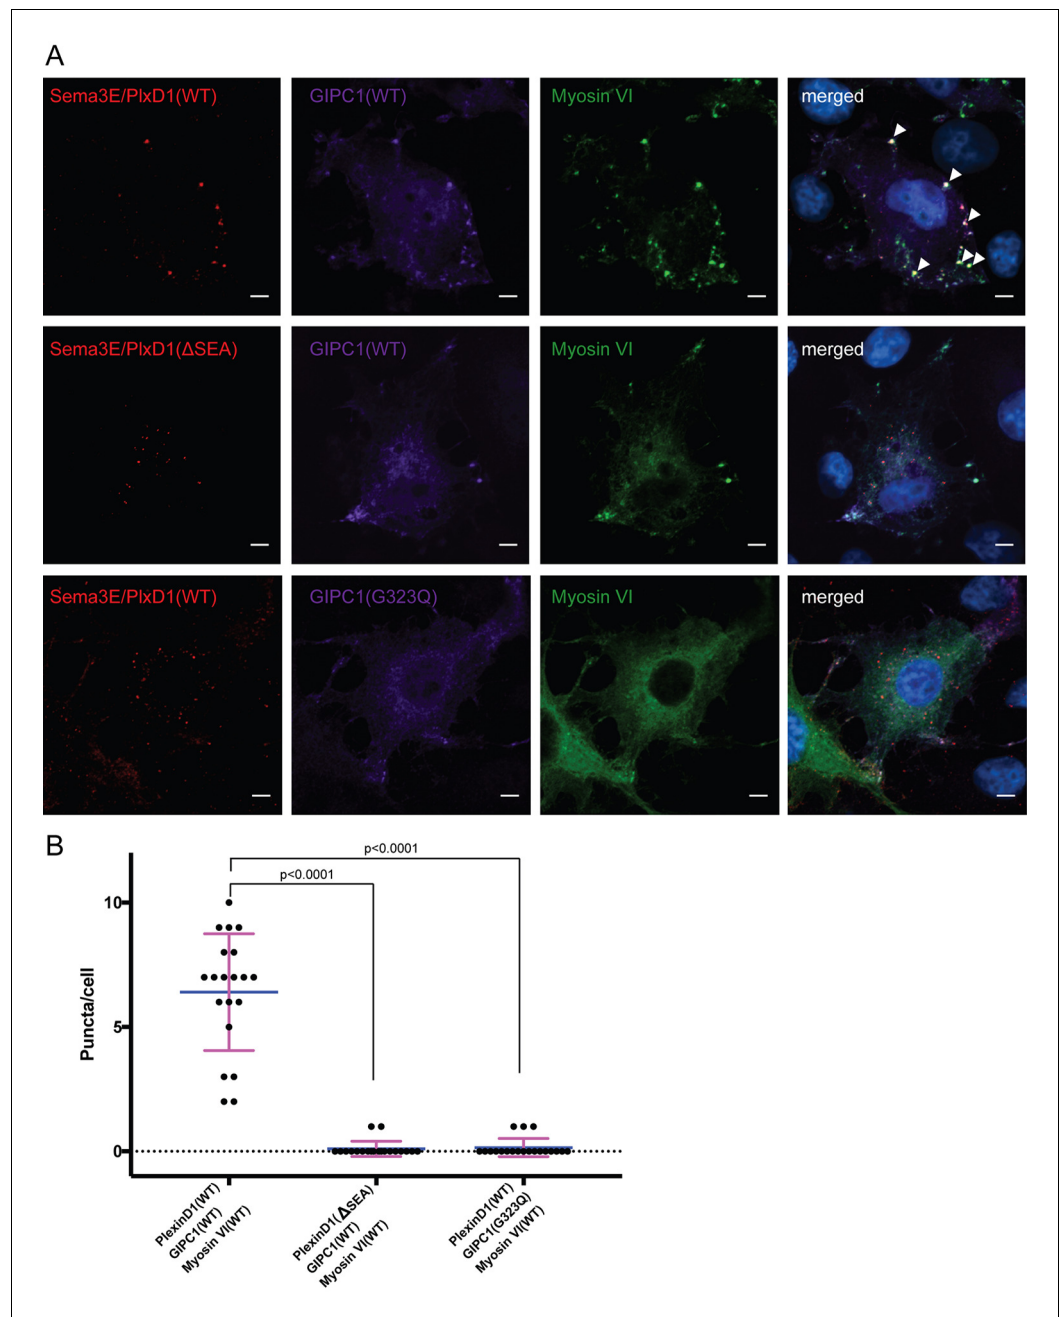 A
Sema3E/PlxD1(WT)
GIPC1(WT)
Myosin VI
merged
Sema3E/PlxD1(ΔSEA)
GIPC1(WT)
Myosin VI
merged
Sema3E/PlxD1(WT)
GIPC1(G323Q)
Myosin VI
merged
B
p<0.0001
p<0.0001
Puncta/cell
10
5
0
PlexinD1(WT)
GIPC1(WT)
Myosin VI(WT)
PlexinD1(ΔSEA)
GIPC1(WT)
Myosin VI(WT)
PlexinD1(WT)
GIPC1(G323Q)
Myosin VI(WT)